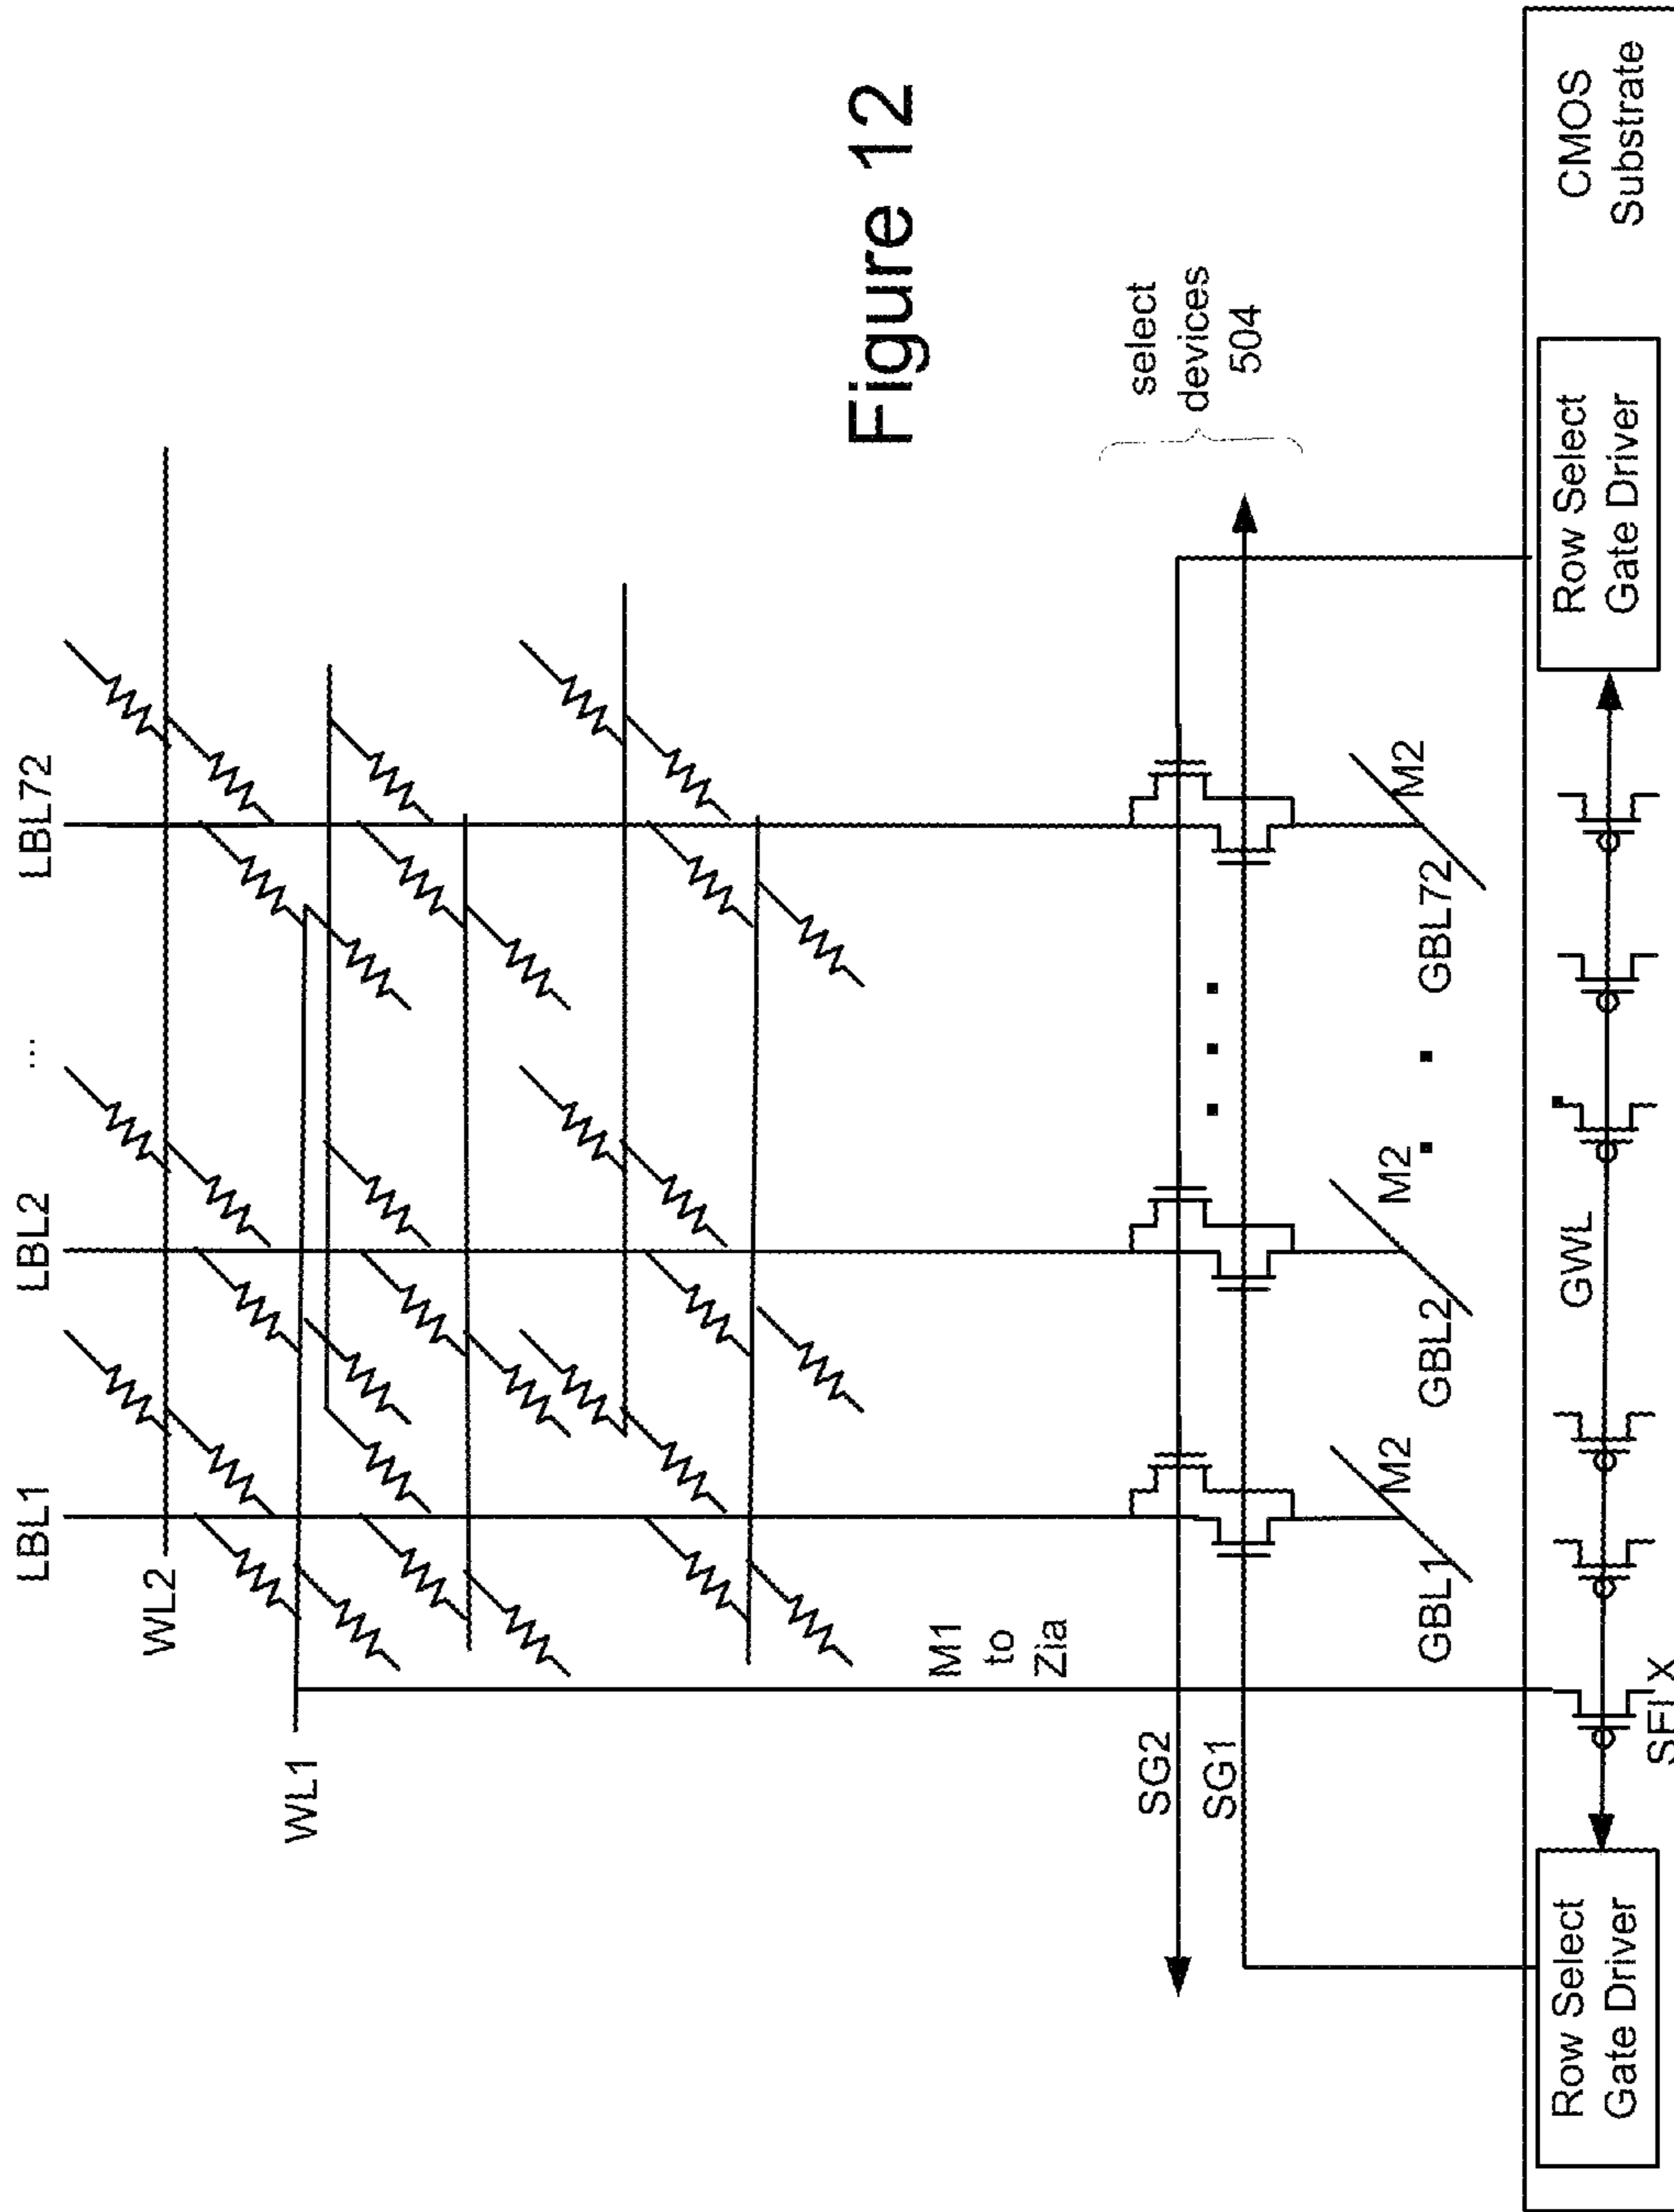 Figure 12
LBL1
LBL2
...
LBL72
WL2
WL1
M1
to
Zia
SG2
SG1
select
devices
504
GBL1
M2
GBL2
M2
GBL72
M2
Row Select
Gate Driver
SELX
GWL
Row Select
Gate Driver
CMOS
Substrate